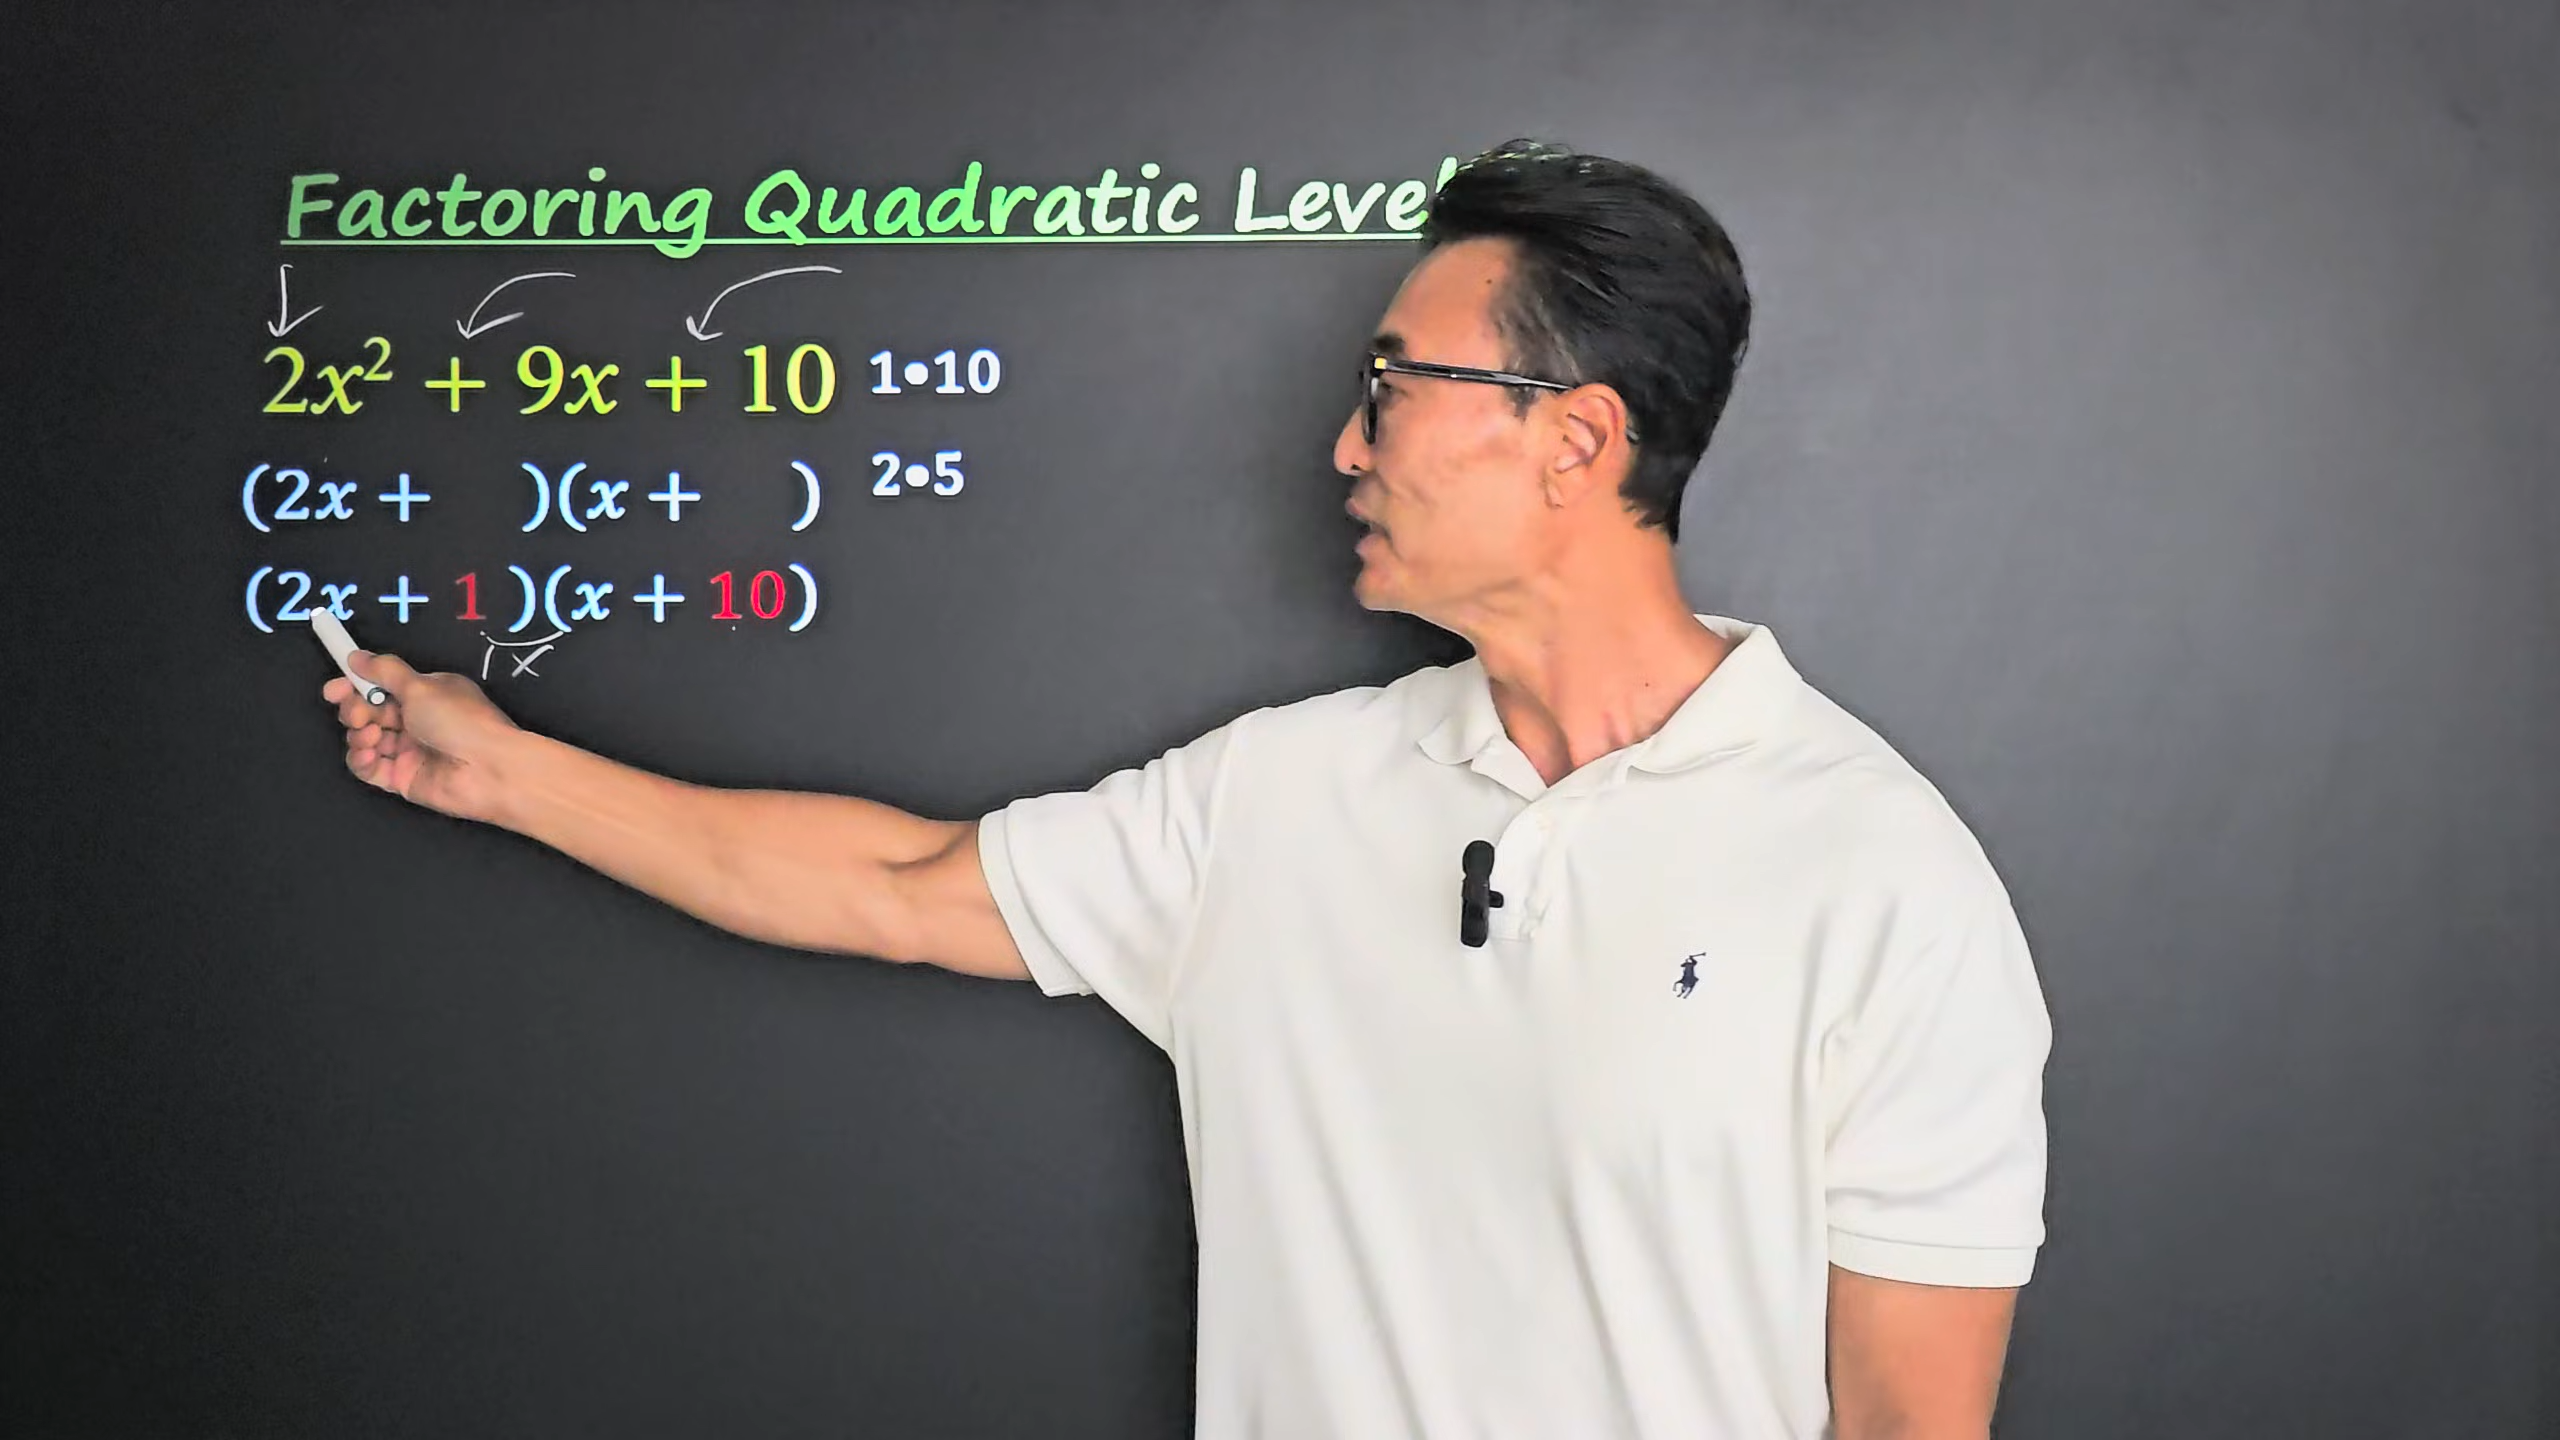 Factoring Quadratic Level
2x² + 9x + 10 1•10
(2x + )(x + ) 2•5
(2x + 1 )(x + 10)
1x